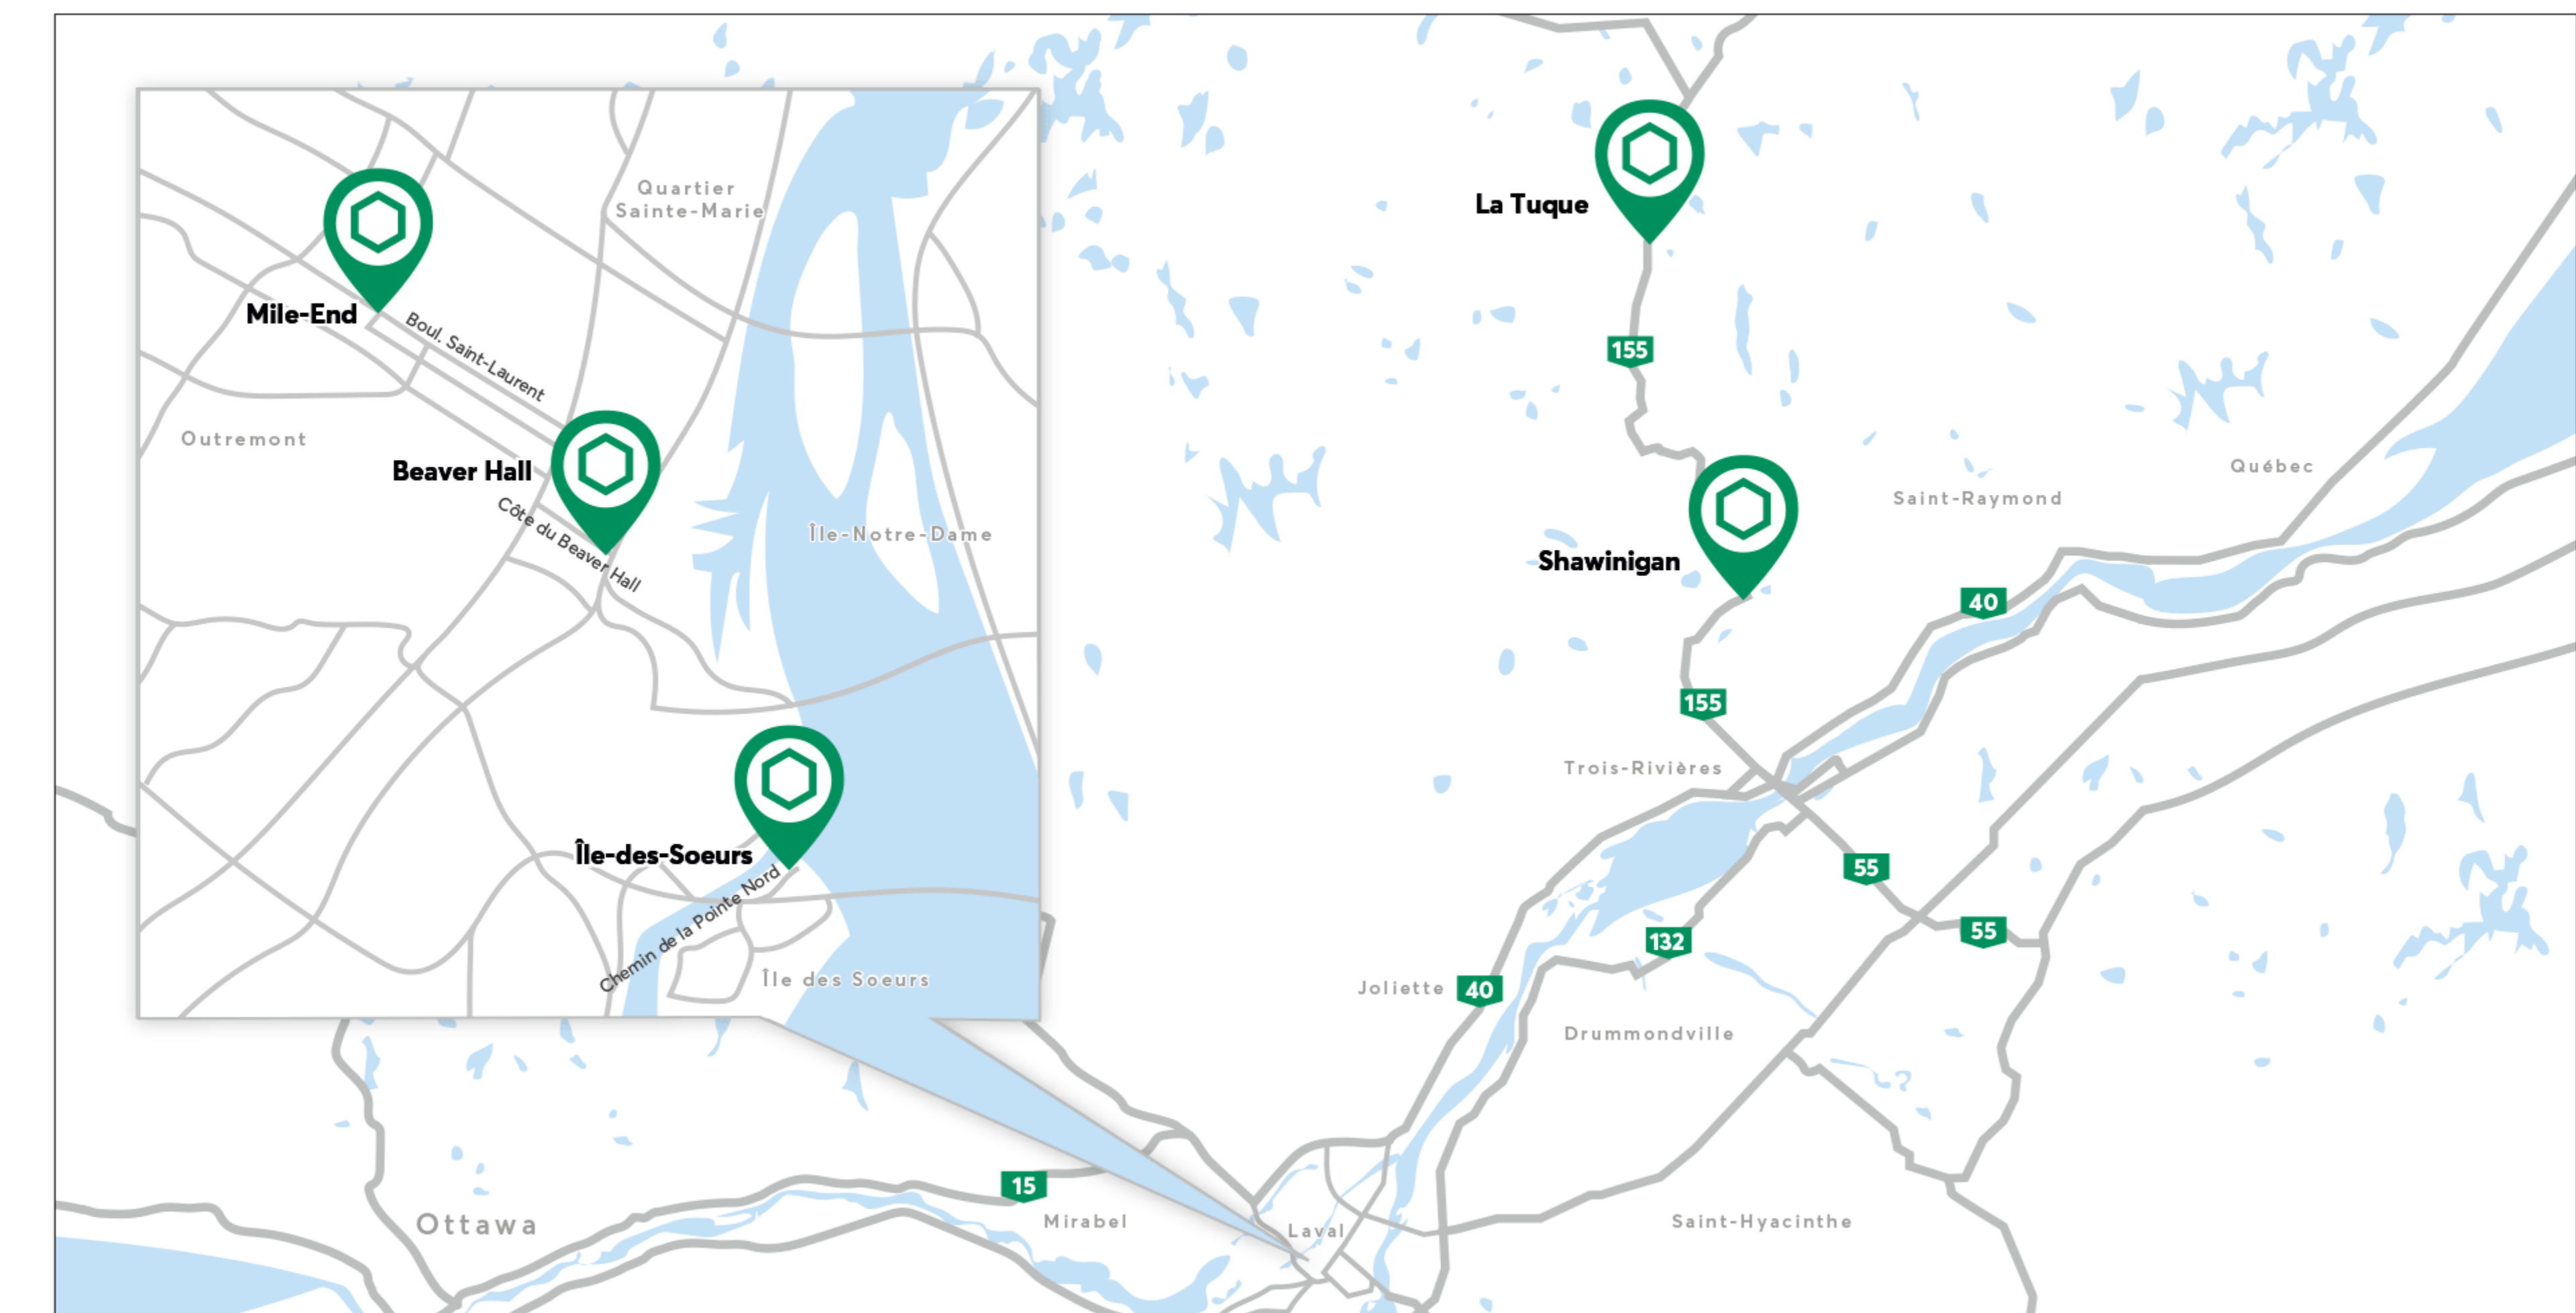 Quartier
Sainte-Marie
Mile-End
Boul. Saint-Laurent
Outremont
Beaver Hall
Côte du Beaver Hall
Île-Notre-Dame
Île-des-Soeurs
Chemin de la Pointe Nord
Île des Soeurs
La Tuque
155
Québec
Saint-Raymond
Shawinigan
40
155
Trois-Rivières
55
55
132
Joliette
40
Drummondville
15
Ottawa
Mirabel
Laval
Saint-Hyacinthe